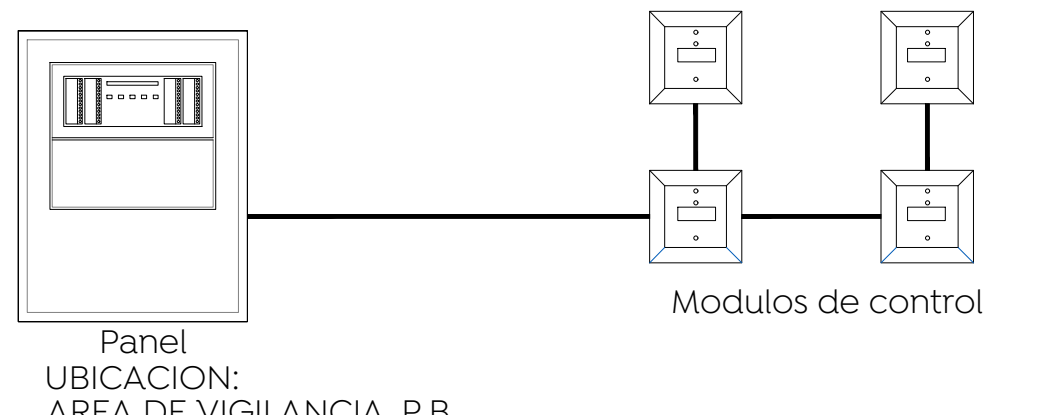 Modulos de control
Panel
UBICACION:
AREA DE VIGILANCIA P.B.